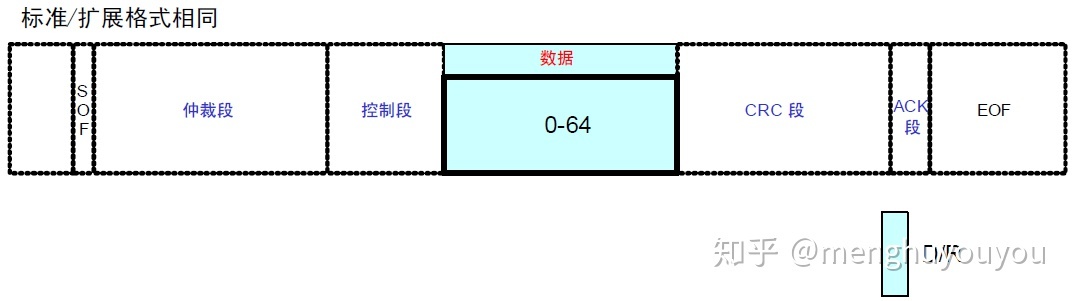 标准/扩展格式相同
SOF
仲裁段
控制段
数据
0-64
CRC 段
ACK
段
EOF
D/R
知乎 @menghuyouyou